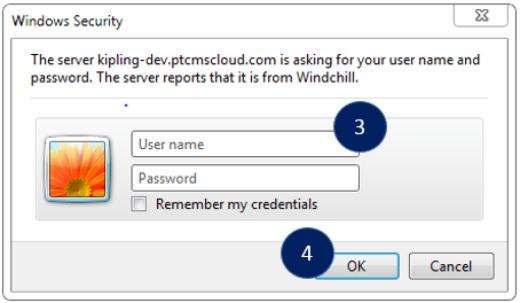 Windows Security
The server kipling-dev.ptcmscloud.com is asking for your user name and
password. The server reports that it is from Windchill.
3
User name
Password
Remember my credentials
4
OK
Cancel